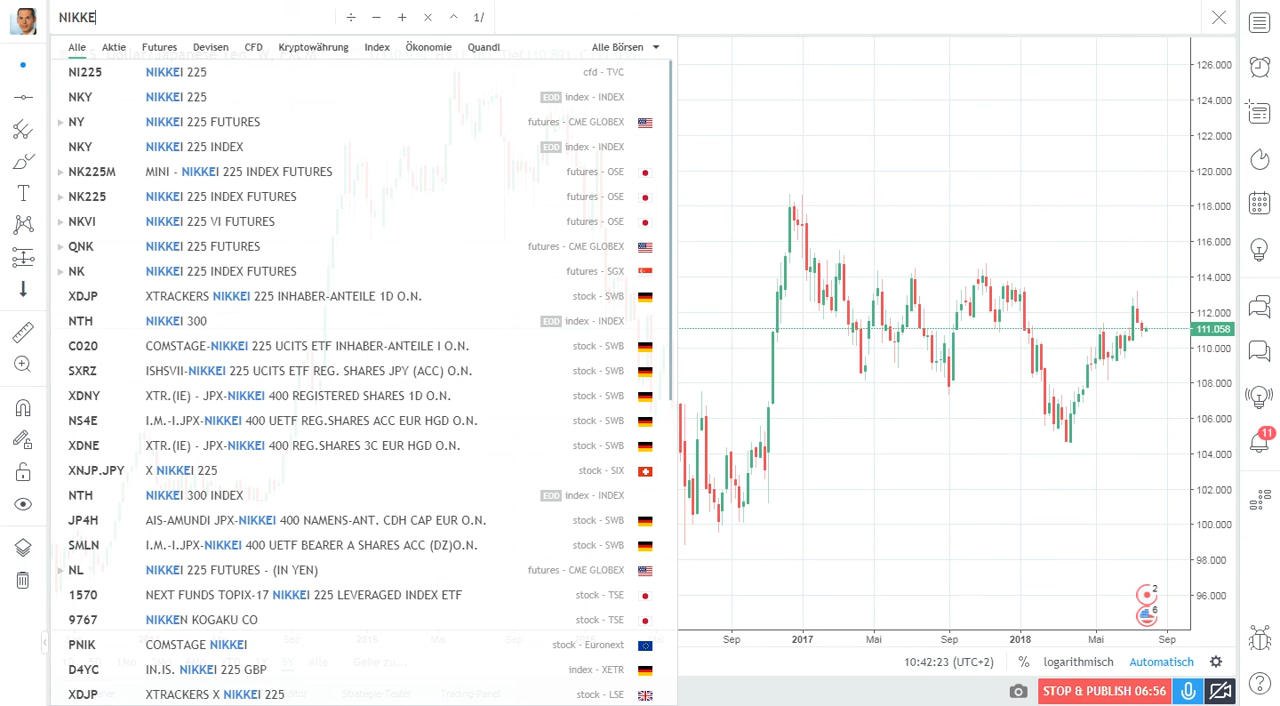 NIKKE
÷ − + × ^ 1/
Alle Aktie Futures Devisen CFD Kryptowährung Index Ökonomie Quandl Alle Börsen
NI225 NIKKEI 225 cfd - TVC
NKY NIKKEI 225 EOD index - INDEX
NY NIKKEI 225 FUTURES futures - CME GLOBEX
NKY NIKKEI 225 INDEX EOD index - INDEX
NK225M MINI - NIKKEI 225 INDEX FUTURES futures - OSE
NK225 NIKKEI 225 INDEX FUTURES futures - OSE
NKVI NIKKEI 225 VI FUTURES futures - OSE
QNK NIKKEI 225 FUTURES futures - CME GLOBEX
NK NIKKEI 225 INDEX FUTURES futures - SGX
XDJP XTRACKERS NIKKEI 225 INHABER-ANTEILE 1D O.N. stock - SWB
NTH NIKKEI 300 EOD index - INDEX
C020 COMSTAGE-NIKKEI 225 UCITS ETF INHABER-ANTEILE I O.N. stock - SWB
SXRZ ISHSVII-NIKKEI 225 UCITS ETF REG. SHARES JPY (ACC) O.N. stock - SWB
XDNY XTR.(IE) - JPX-NIKKEI 400 REGISTERED SHARES 1D O.N. stock - SWB
NS4E I.M.-I.JPX-NIKKEI 400 UETF REG.SHARES ACC EUR HGD O.N. stock - SWB
XDNE XTR.(IE) - JPX-NIKKEI 400 REG.SHARES 3C EUR HGD O.N. stock - SWB
XNJP.JPY X NIKKEI 225 stock - SIX
NTH NIKKEI 300 INDEX EOD index - INDEX
JP4H AIS-AMUNDI JPX-NIKKEI 400 NAMENS-ANT. CDH CAP EUR O.N. stock - SWB
SMLN I.M.-I.JPX-NIKKEI 400 UETF BEARER A SHARES ACC (DZ)O.N. stock - SWB
NL NIKKEI 225 FUTURES - (IN YEN) futures - CME GLOBEX
1570 NEXT FUNDS TOPIX-17 NIKKEI 225 LEVERAGED INDEX ETF stock - TSE
9767 NIKKEN KOGAKU CO stock - TSE
PNIK COMSTAGE NIKKEI stock - Euronext
D4YC IN.IS. NIKKEI 225 GBP index - XETR
XDJP XTRACKERS X NIKKEI 225 stock - LSE
126.000
124.000
122.000
120.000
118.000
116.000
114.000
112.000
111.058
110.000
108.000
106.000
104.000
102.000
100.000
98.000
96.000
11
2
6
Sep 2017 Mai Sep 2018 Mai Sep
5Y Alle Gehe zu...
10:42:23 (UTC+2) % logarithmisch Automatisch
Strategie-Tester Trading-Panel
STOP & PUBLISH 06:56